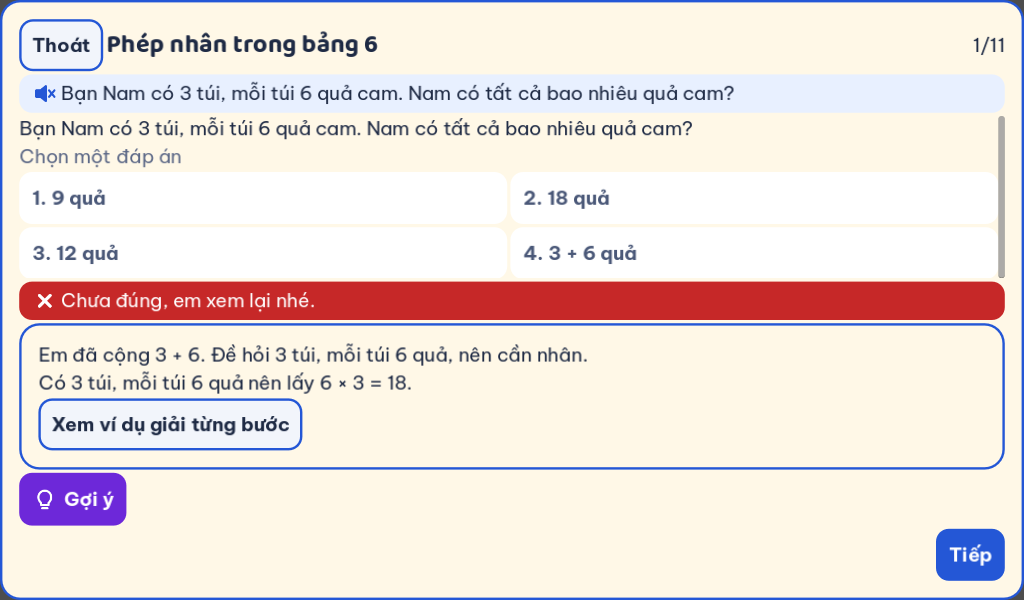 Thoát Phép nhân trong bảng 6 1/11
Bạn Nam có 3 túi, mỗi túi 6 quả cam. Nam có tất cả bao nhiêu quả cam?
Bạn Nam có 3 túi, mỗi túi 6 quả cam. Nam có tất cả bao nhiêu quả cam?
Chọn một đáp án
1. 9 quả
2. 18 quả
3. 12 quả
4. 3 + 6 quả
Chưa đúng, em xem lại nhé.
Em đã cộng 3 + 6. Đề hỏi 3 túi, mỗi túi 6 quả, nên cần nhân.
Có 3 túi, mỗi túi 6 quả nên lấy 6 × 3 = 18.
Xem ví dụ giải từng bước
Gợi ý
Tiếp